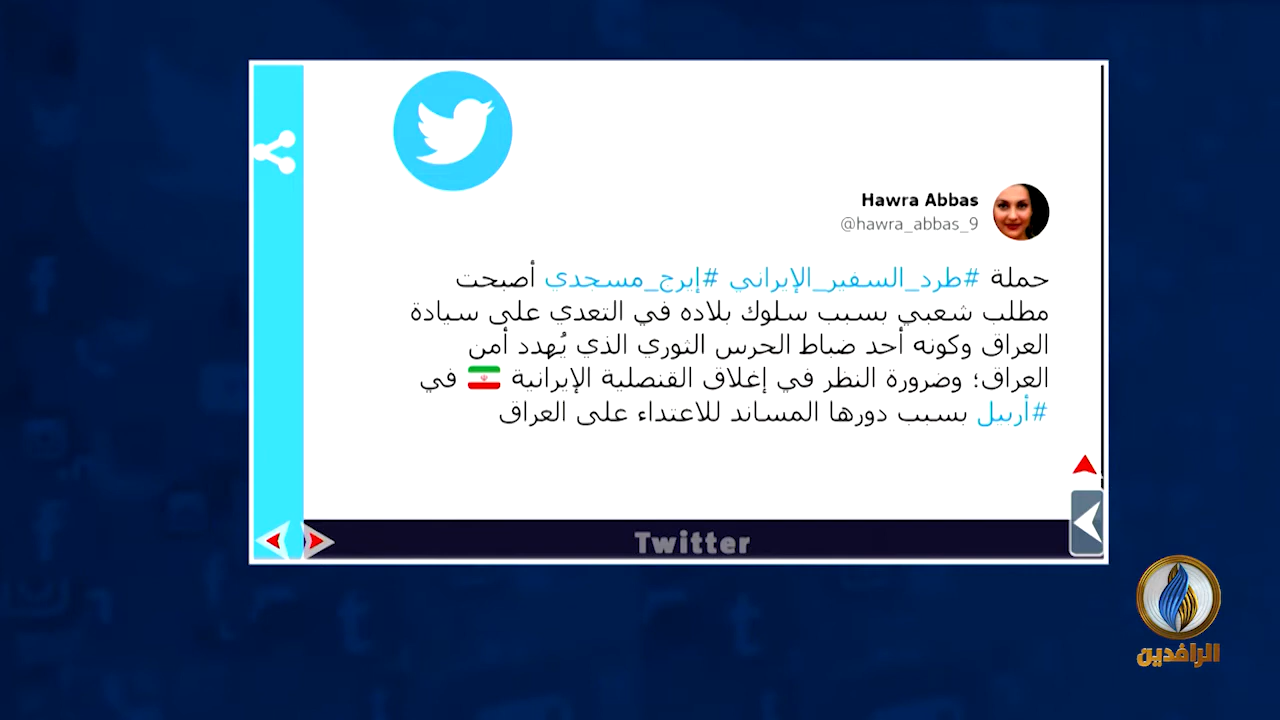 Hawra Abbas
@hawra_abbas_9
حملة #طرد_السفير_الإيراني #إيرج_مسجدي أصبحت
مطلب شعبي بسبب سلوك بلاده في التعدي على سيادة
العراق وكونه أحد ضباط الحرس الثوري الذي يُهدد أمن
العراق؛ وضرورة النظر في إغلاق القنصلية الإيرانية 🇮🇷 في
#أربيل بسبب دورها المساند للاعتداء على العراق
Twitter
الرافدين